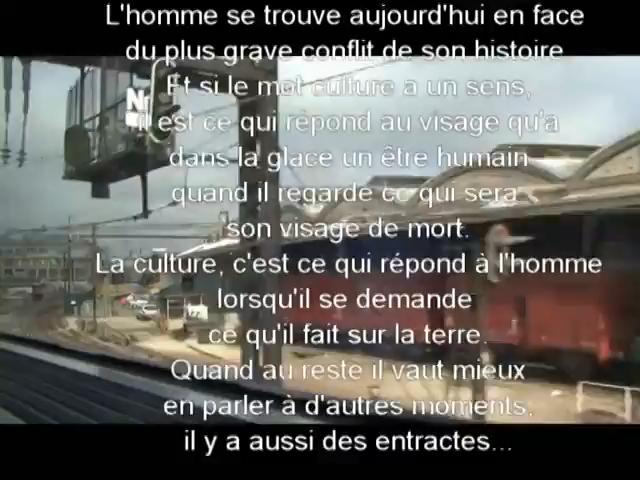 L'homme se trouve aujourd'hui en face
du plus grave conflit de son histoire
Et si le mot culture a un sens,
il est ce qui répond au visage qu'a
dans la glace un être humain
quand il regarde ce qui sera
son visage de mort.
La culture, c'est ce qui répond à l'homme
lorsqu'il se demande
ce qu'il fait sur la terre.
Quand au reste il vaut mieux
en parler à d'autres moments;
il y a aussi des entractes...
N